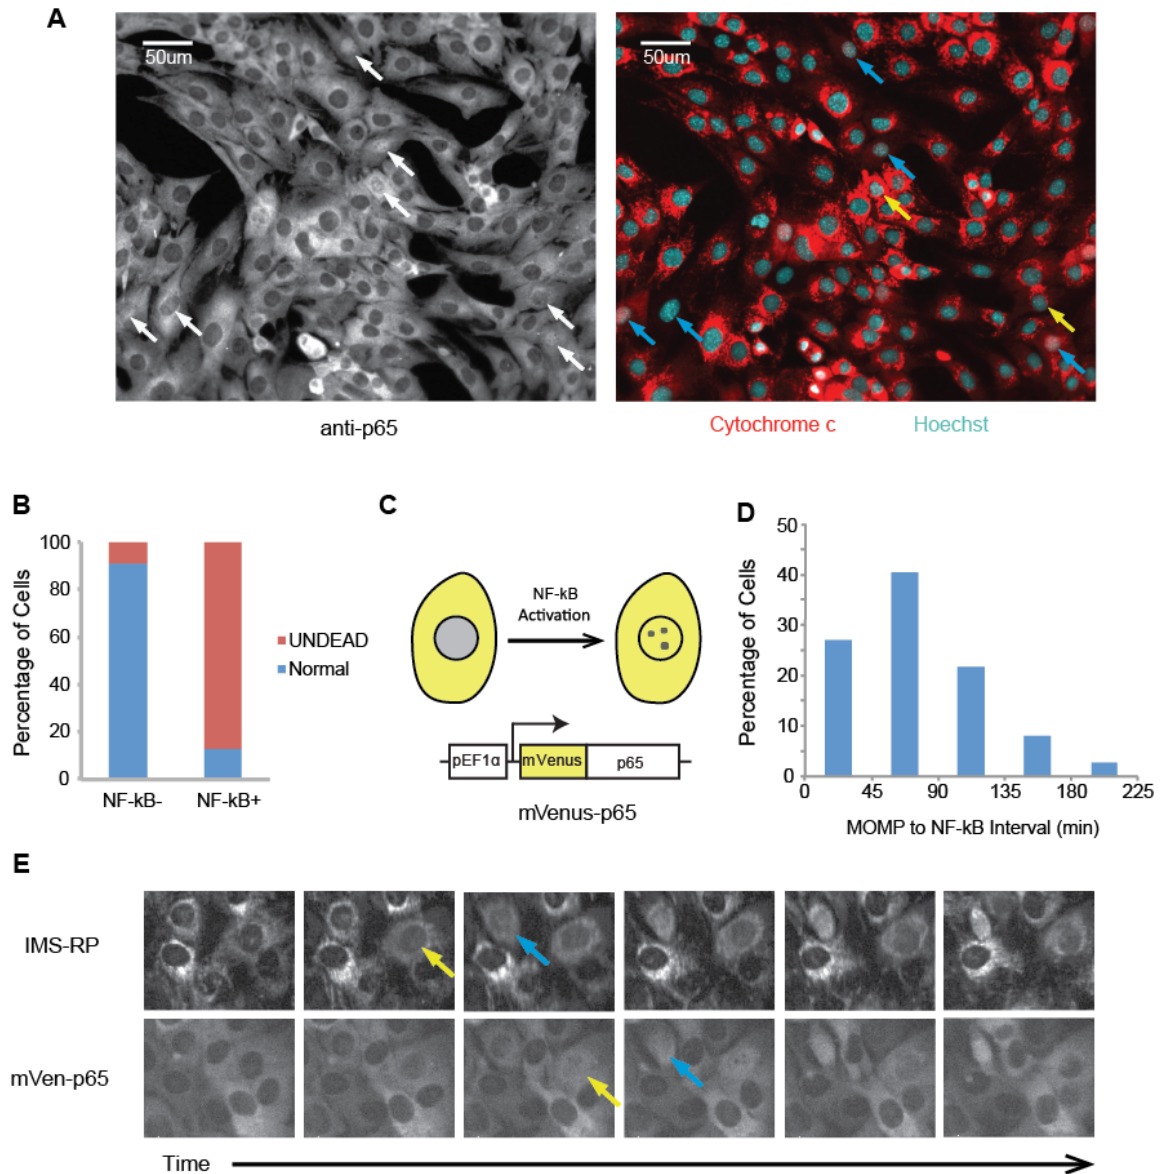 A
50um
50um
anti-p65
Cytochrome c
Hoechst
B
Percentage of Cells
100
80
60
40
20
0
NF-kB-
NF-kB+
UNDEAD
Normal
C
NF-kB
Activation
pEF1α
mVenus
p65
mVenus-p65
D
Percentage of Cells
50
40
30
20
10
0
0
45
90
135
180
225
MOMP to NF-kB Interval (min)
E
IMS-RP
mVen-p65
Time